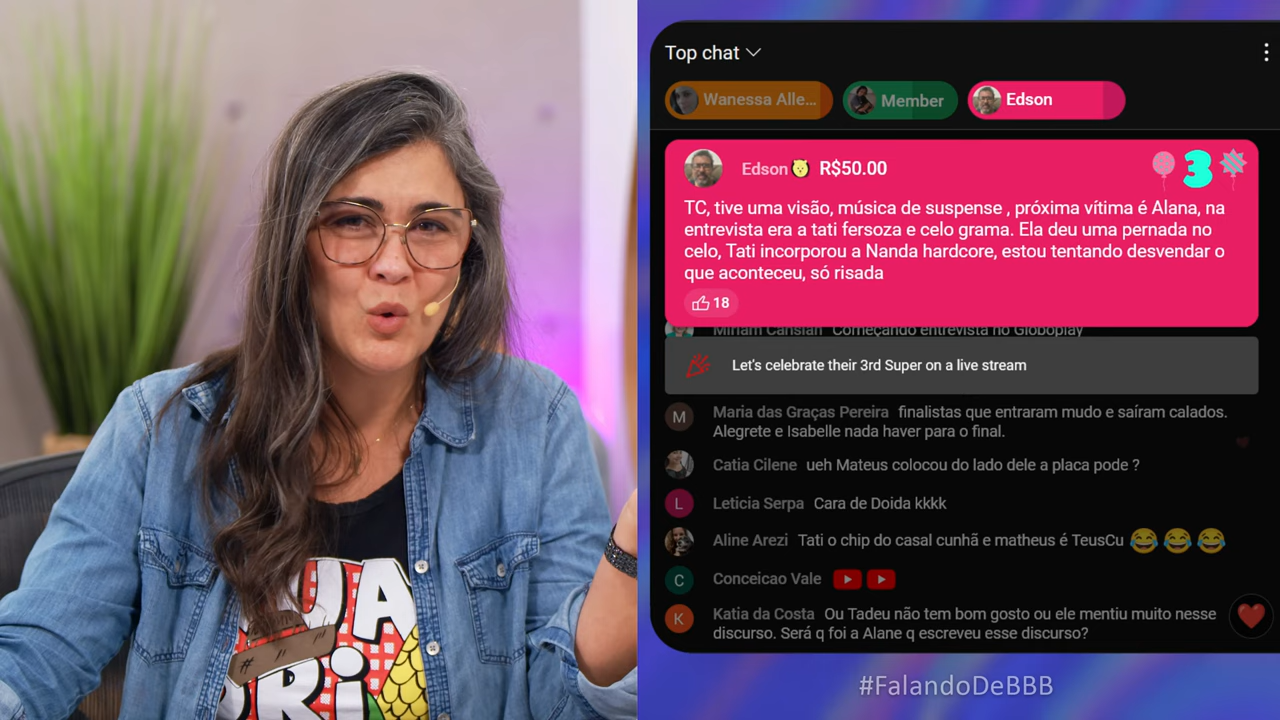 Top chat
Wanessa Alle...
Member
Edson
Edson R$50.00
3
TC, tive uma visão, música de suspense , próxima vítima é Alana, na
entrevista era a tati fersoza e celo grama. Ela deu uma pernada no
celo, Tati incorporou a Nanda hardcore, estou tentando desvendar o
que aconteceu, só risada
18
Miriam Cansian Começando entrevista no Globoplay
Let's celebrate their 3rd Super on a live stream
M
Maria das Graças Pereira finalistas que entraram mudo e saíram calados.
Alegrete e Isabelle nada haver para o final.
Catia Cilene ueh Mateus colocou do lado dele a placa pode ?
L
Leticia Serpa Cara de Doida kkkk
Aline Arezi Tati o chip do casal cunhã e matheus é TeusCu
C
Conceicao Vale
K
Katia da Costa Ou Tadeu não tem bom gosto ou ele mentiu muito nesse
discurso. Será q foi a Alane q escreveu esse discurso?
#FalandoDeBBB